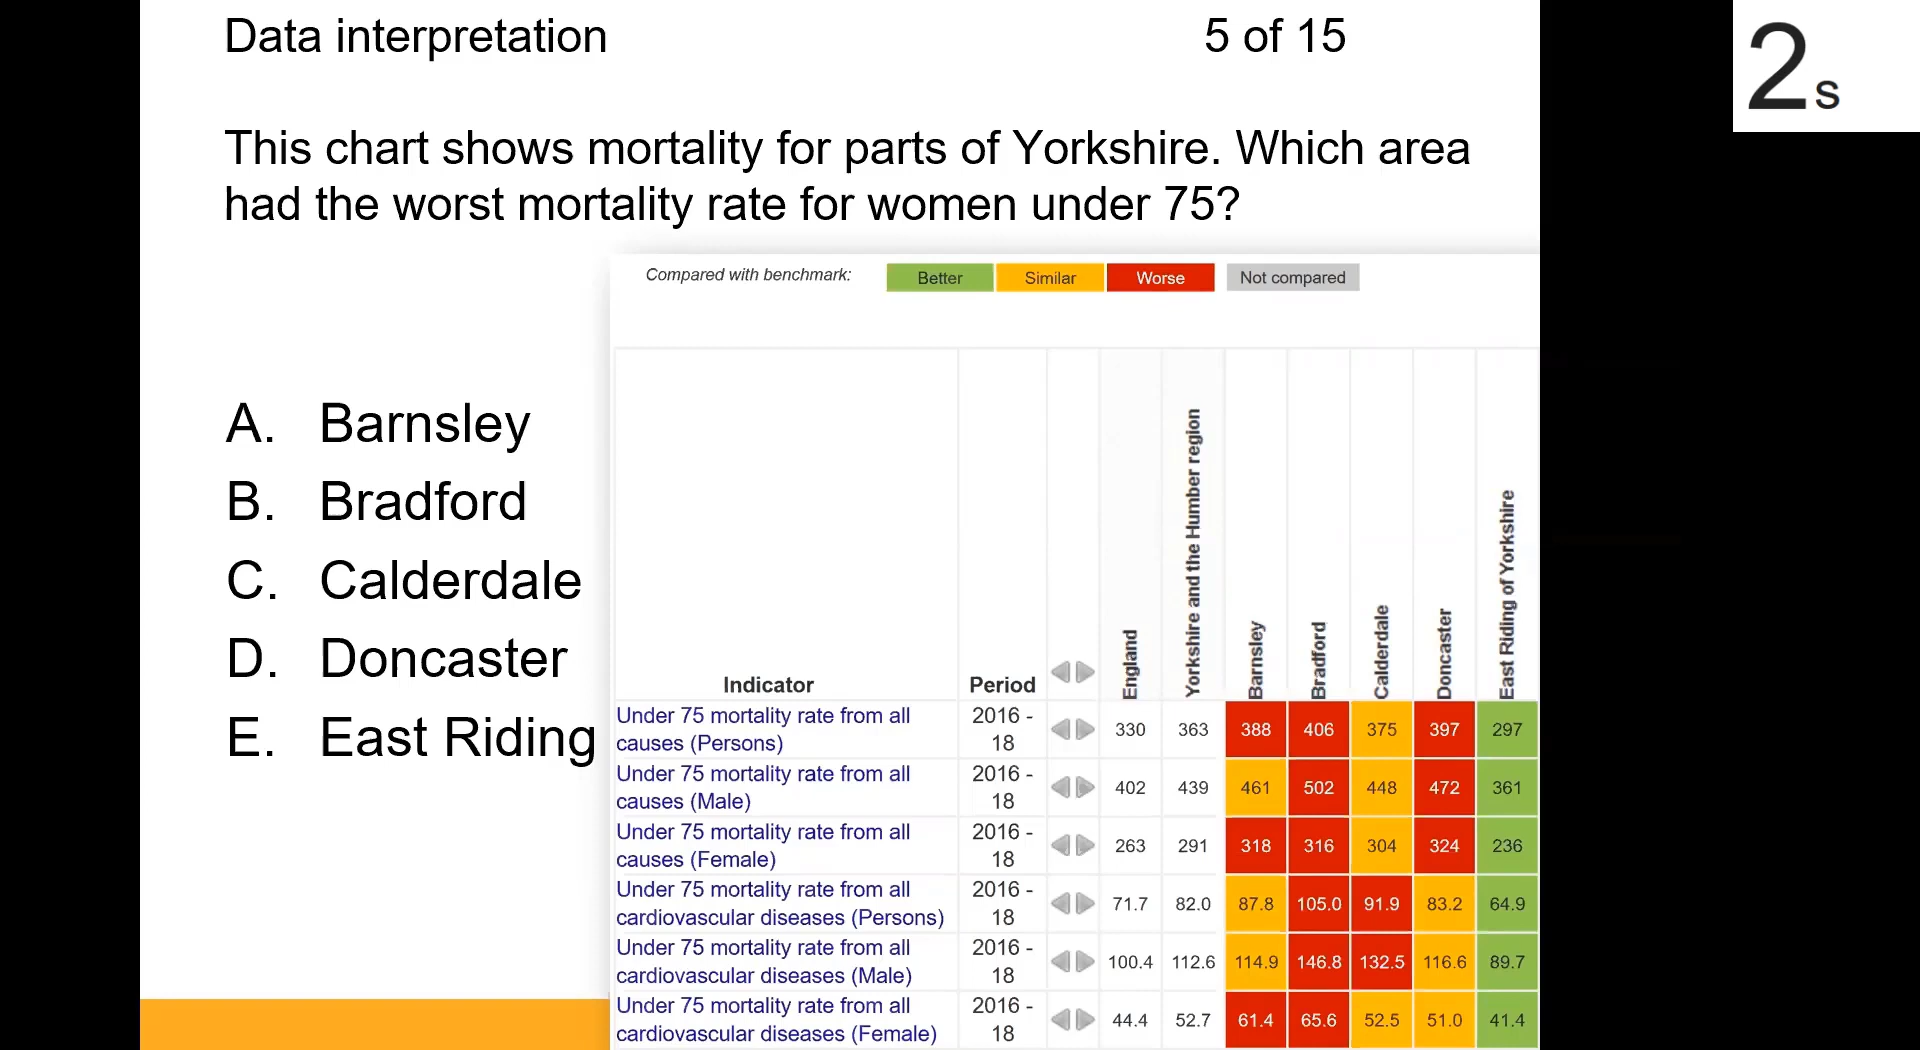 Data interpretation 5 of 15
2s
This chart shows mortality for parts of Yorkshire. Which area
had the worst mortality rate for women under 75?
Compared with benchmark: Better Similar Worse Not compared
A. Barnsley
B. Bradford
C. Calderdale
D. Doncaster
E. East Riding
Indicator Period England Yorkshire and the Humber region Barnsley Bradford Calderdale Doncaster East Riding of Yorkshire
Under 75 mortality rate from all 2016 -
causes (Persons) 18 330 363 388 406 375 397 297
Under 75 mortality rate from all 2016 -
causes (Male) 18 402 439 461 502 448 472 361
Under 75 mortality rate from all 2016 -
causes (Female) 18 263 291 318 316 304 324 236
Under 75 mortality rate from all 2016 -
cardiovascular diseases (Persons) 18 71.7 82.0 87.8 105.0 91.9 83.2 64.9
Under 75 mortality rate from all 2016 -
cardiovascular diseases (Male) 18 100.4 112.6 114.9 146.8 132.5 116.6 89.7
Under 75 mortality rate from all 2016 -
cardiovascular diseases (Female) 18 44.4 52.7 61.4 65.6 52.5 51.0 41.4